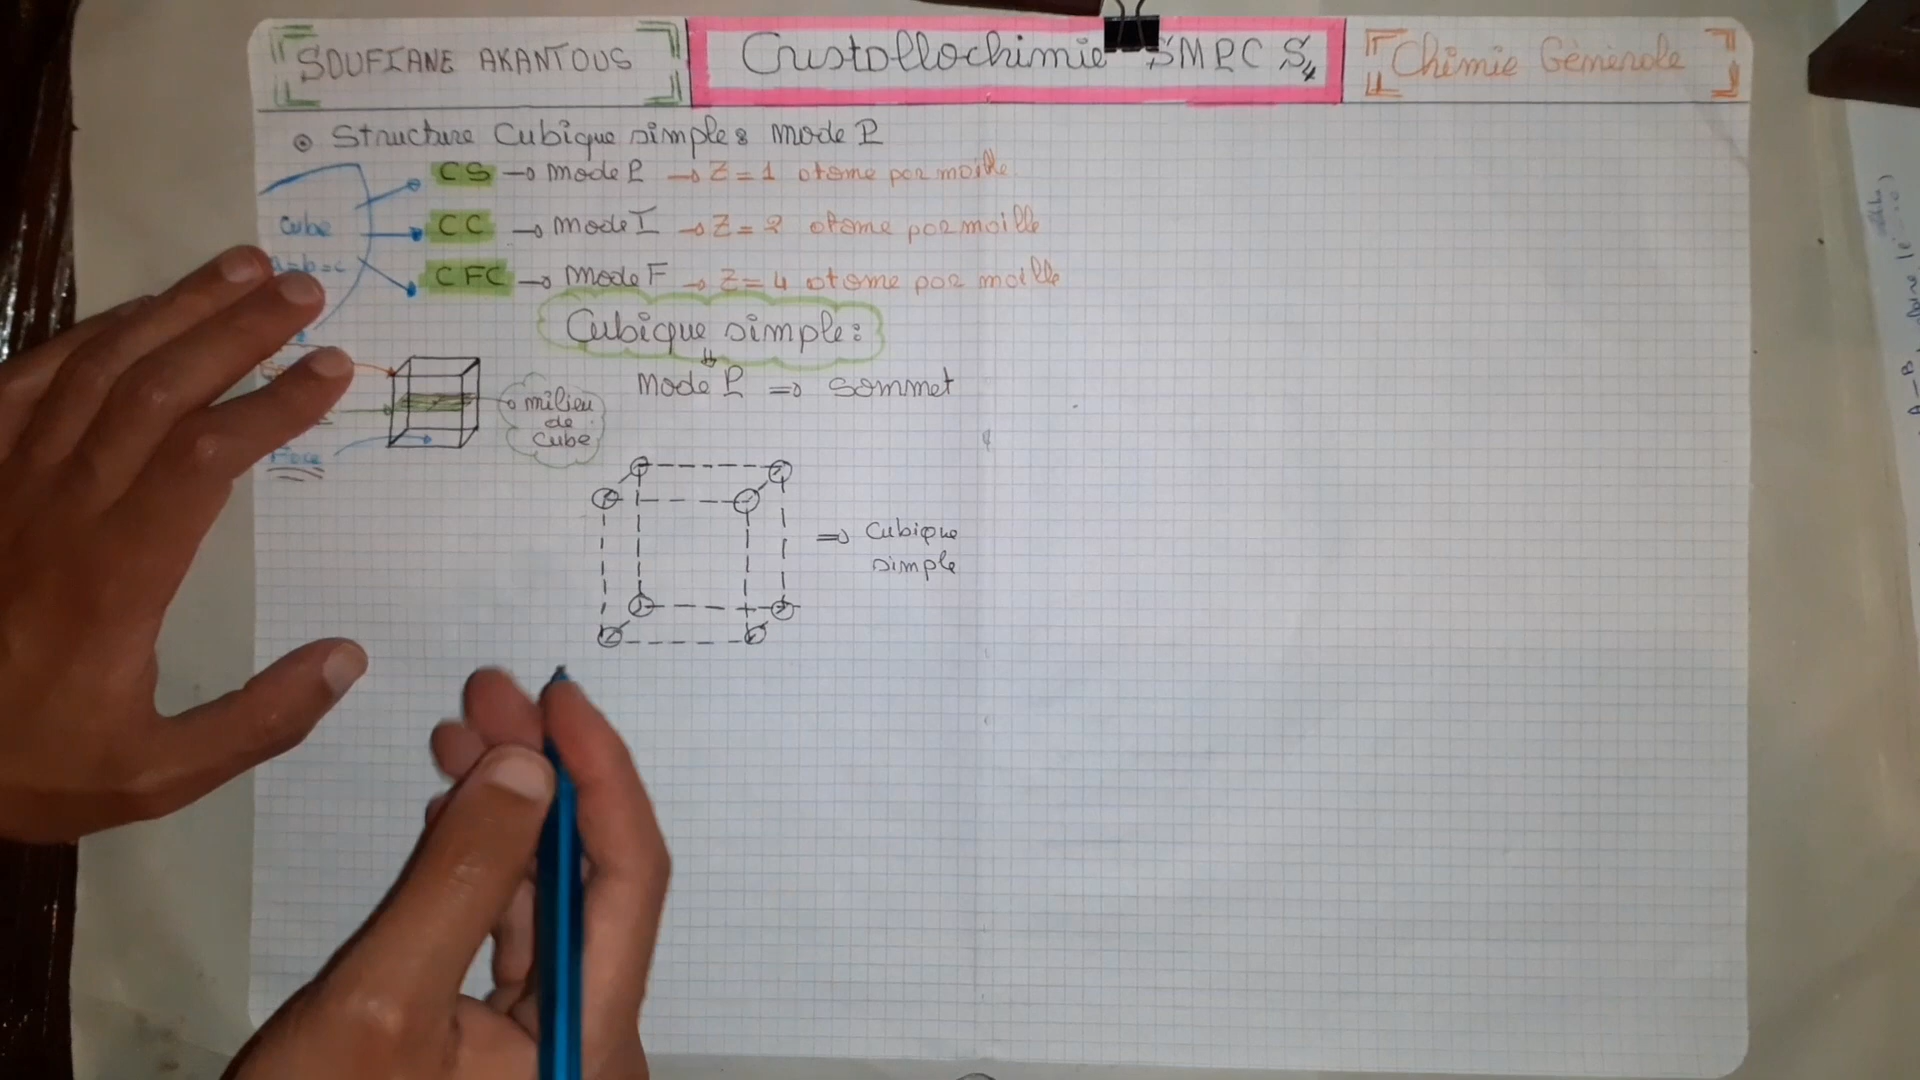 SOUFIANE AKANTOUS
Cristallochimie SMPC S4
Chimie Générale
Structure Cubique simple : mode P
CS → mode P → Z = 1 atome par maille
Cube
CC → mode I → Z = 2 atome par maille
a=b=c
CFC → mode F → Z = 4 atome par maille
Cubique simple :
Mode P ⇒ sommet
milieu
de
cube
Face
⇒ Cubique
simple